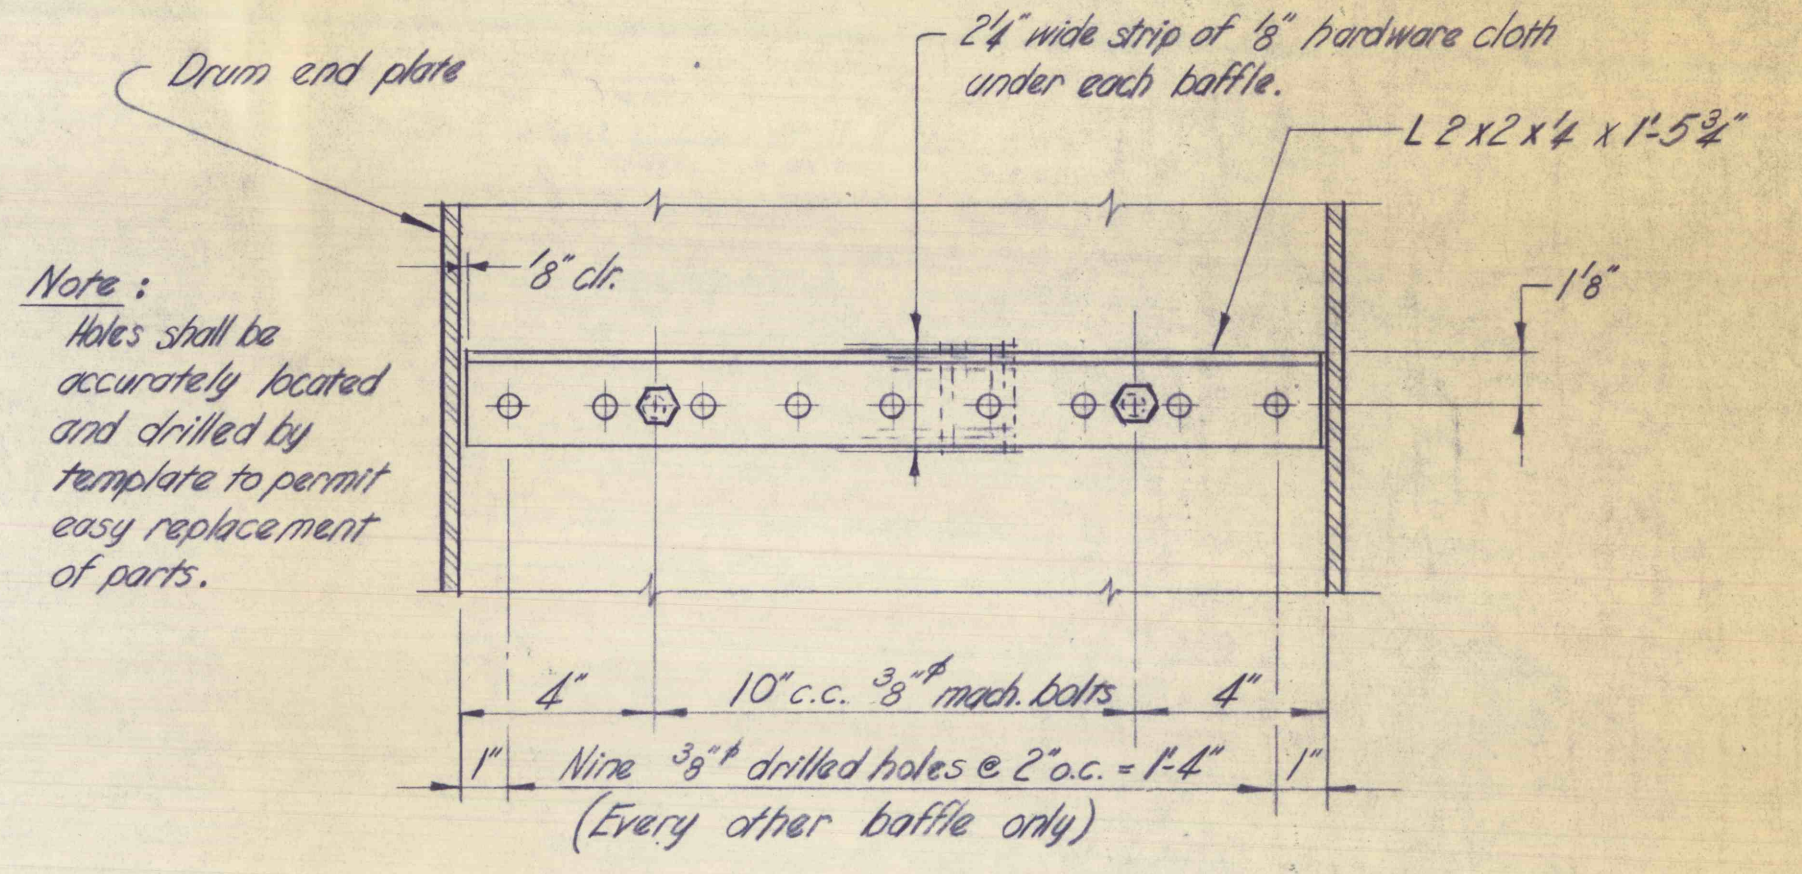 2¼" wide strip of ⅛" hardware cloth
under each baffle.
Drum end plate
L 2 x 2 x ¼ x 1'-5¾"
⅛" clr.
1⅛"
Note:
Holes shall be
accurately located
and drilled by
template to permit
easy replacement
of parts.
4" 10" c.c. ⅜"ϕ mach. bolts 4"
1" Nine ⅜"ϕ drilled holes @ 2" o.c. = 1'-4" 1"
(Every other baffle only)